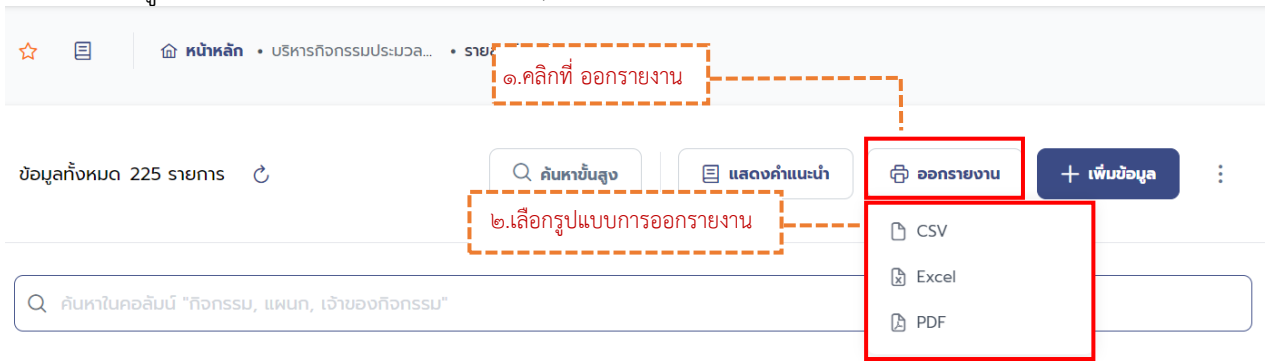 หน้าหลัก • บริหารกิจกรรมประมวล... • ราย
๑.คลิกที่ ออกรายงาน
ข้อมูลทั้งหมด 225 รายการ
ค้นหาขั้นสูง
แสดงคำแนะนำ
ออกรายงาน
+ เพิ่มข้อมูล
๒.เลือกรูปแบบการออกรายงาน
CSV
Excel
PDF
ค้นหาในคอลัมน์ "กิจกรรม, แผนก, เจ้าของกิจกรรม"